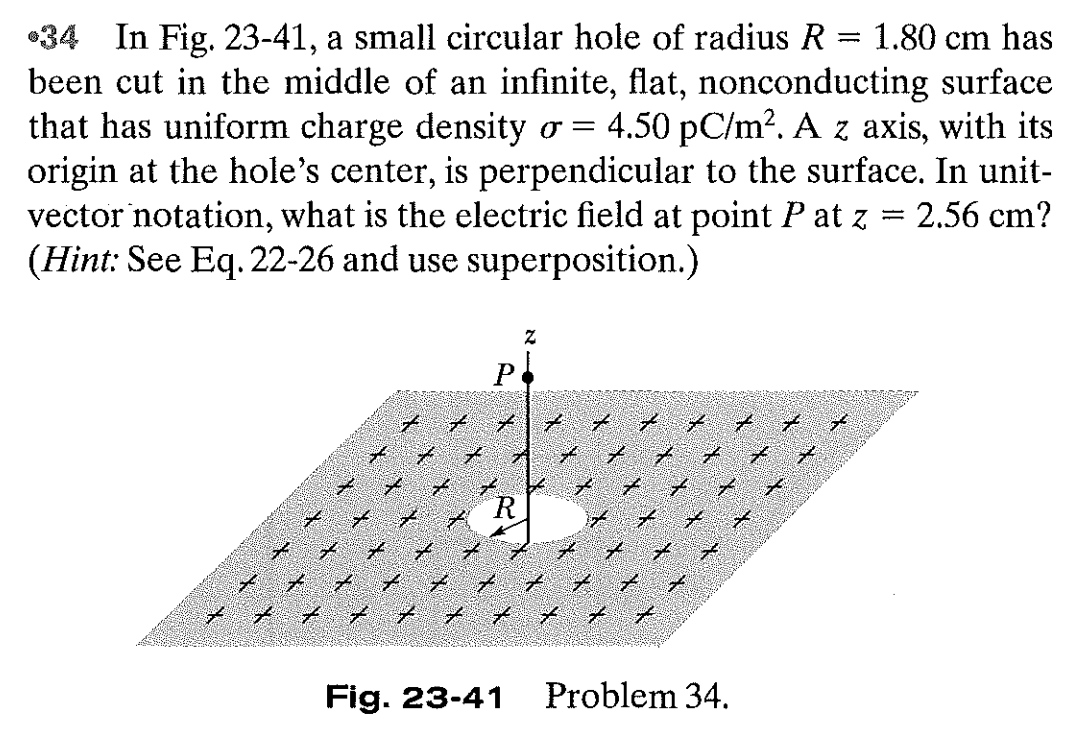 •34 In Fig. 23-41, a small circular hole of radius R = 1.80 cm has
been cut in the middle of an infinite, flat, nonconducting surface
that has uniform charge density σ = 4.50 pC/m². A z axis, with its
origin at the hole's center, is perpendicular to the surface. In unit-
vector notation, what is the electric field at point P at z = 2.56 cm?
(Hint: See Eq. 22-26 and use superposition.)
z
P
R
Fig. 23-41 Problem 34.